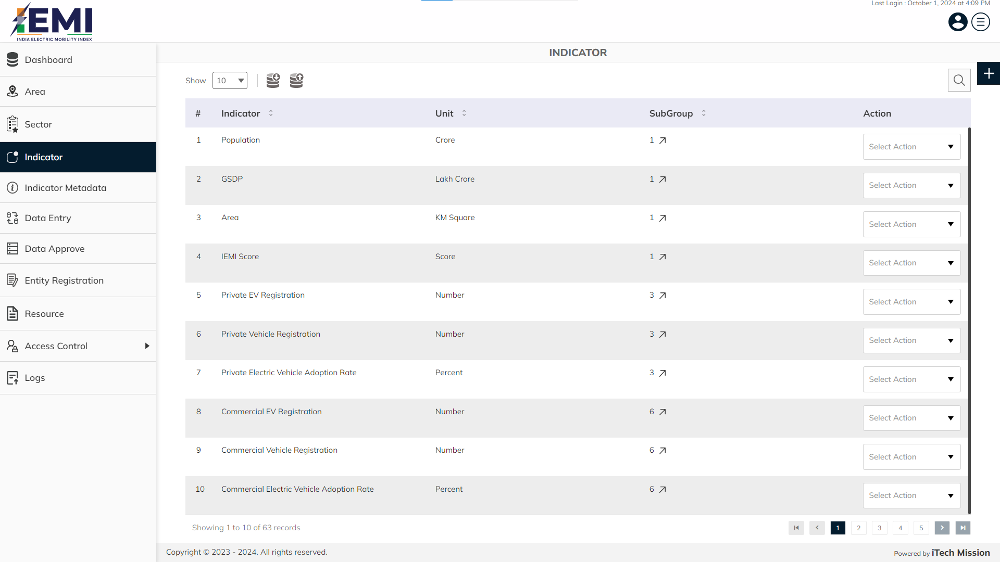 Last Login : October 1, 2024 at 4:09 PM
IEMI
INDIA ELECTRIC MOBILITY INDEX
Dashboard
Area
Sector
Indicator
Indicator Metadata
Data Entry
Data Approve
Entity Registration
Resource
Access Control
Logs
INDICATOR
Show 10
# Indicator Unit SubGroup Action
1 Population Crore 1 Select Action
2 GSDP Lakh Crore 1 Select Action
3 Area KM Square 1 Select Action
4 IEMI Score Score 1 Select Action
5 Private EV Registration Number 3 Select Action
6 Private Vehicle Registration Number 3 Select Action
7 Private Electric Vehicle Adoption Rate Percent 3 Select Action
8 Commercial EV Registration Number 6 Select Action
9 Commercial Vehicle Registration Number 6 Select Action
10 Commercial Electric Vehicle Adoption Rate Percent 6 Select Action
Showing 1 to 10 of 63 records
1 2 3 4 5
Copyright © 2023 - 2024. All rights reserved.
Powered by iTech Mission